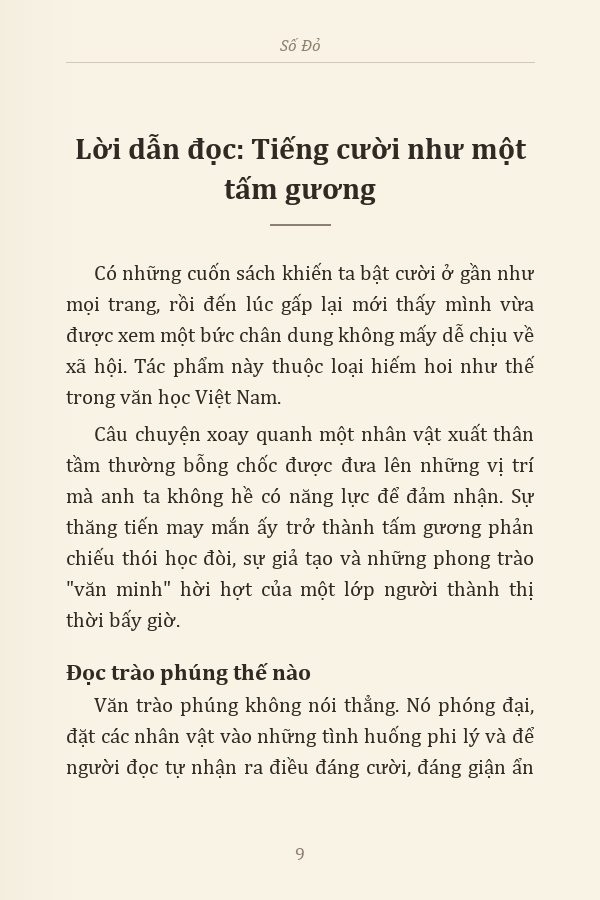 Số Đỏ
Lời dẫn đọc: Tiếng cười như một
tấm gương
Có những cuốn sách khiến ta bật cười ở gần như
mọi trang, rồi đến lúc gấp lại mới thấy mình vừa
được xem một bức chân dung không mấy dễ chịu về
xã hội. Tác phẩm này thuộc loại hiếm hoi như thế
trong văn học Việt Nam.
Câu chuyện xoay quanh một nhân vật xuất thân
tầm thường bỗng chốc được đưa lên những vị trí
mà anh ta không hề có năng lực để đảm nhận. Sự
thăng tiến may mắn ấy trở thành tấm gương phản
chiếu thói học đòi, sự giả tạo và những phong trào
"văn minh" hời hợt của một lớp người thành thị
thời bấy giờ.
Đọc trào phúng thế nào
Văn trào phúng không nói thẳng. Nó phóng đại,
đặt các nhân vật vào những tình huống phi lý và để
người đọc tự nhận ra điều đáng cười, đáng giận ẩn
9